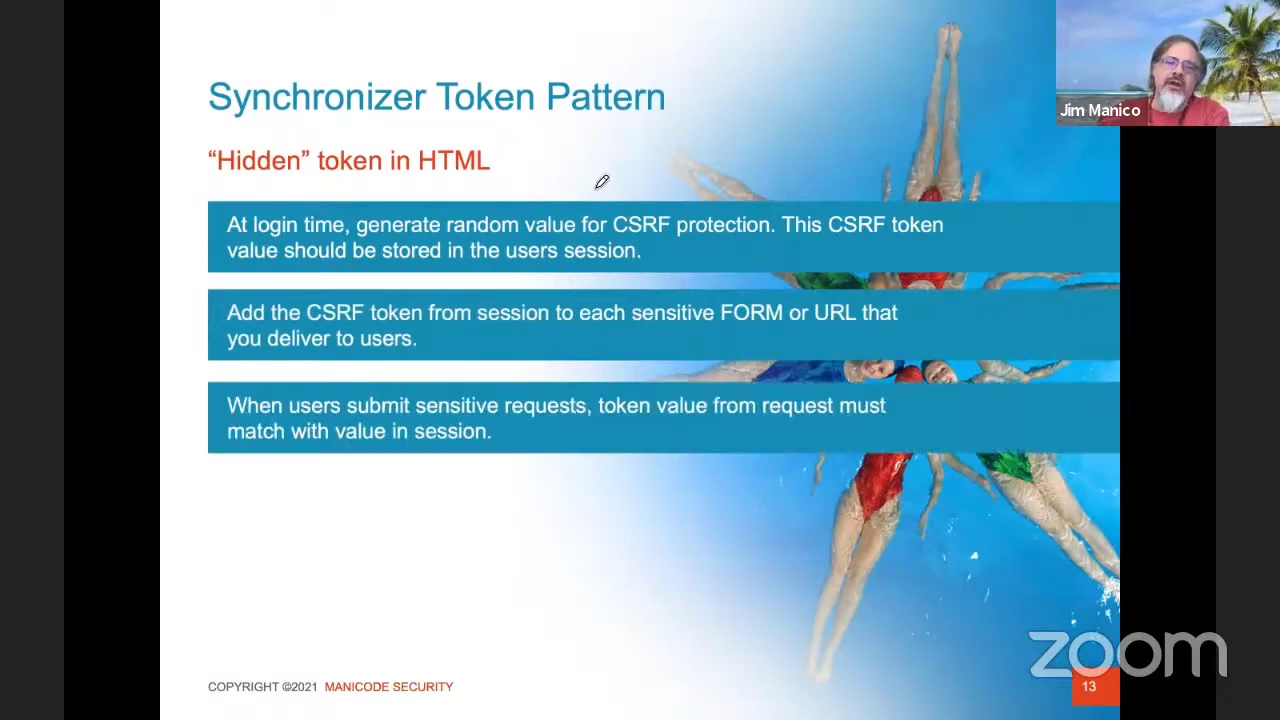 Synchronizer Token Pattern
Jim Manico
“Hidden” token in HTML
At login time, generate random value for CSRF protection. This CSRF token
value should be stored in the users session.
Add the CSRF token from session to each sensitive FORM or URL that
you deliver to users.
When users submit sensitive requests, token value from request must
match with value in session.
zoom
COPYRIGHT ©2021 MANICODE SECURITY
13